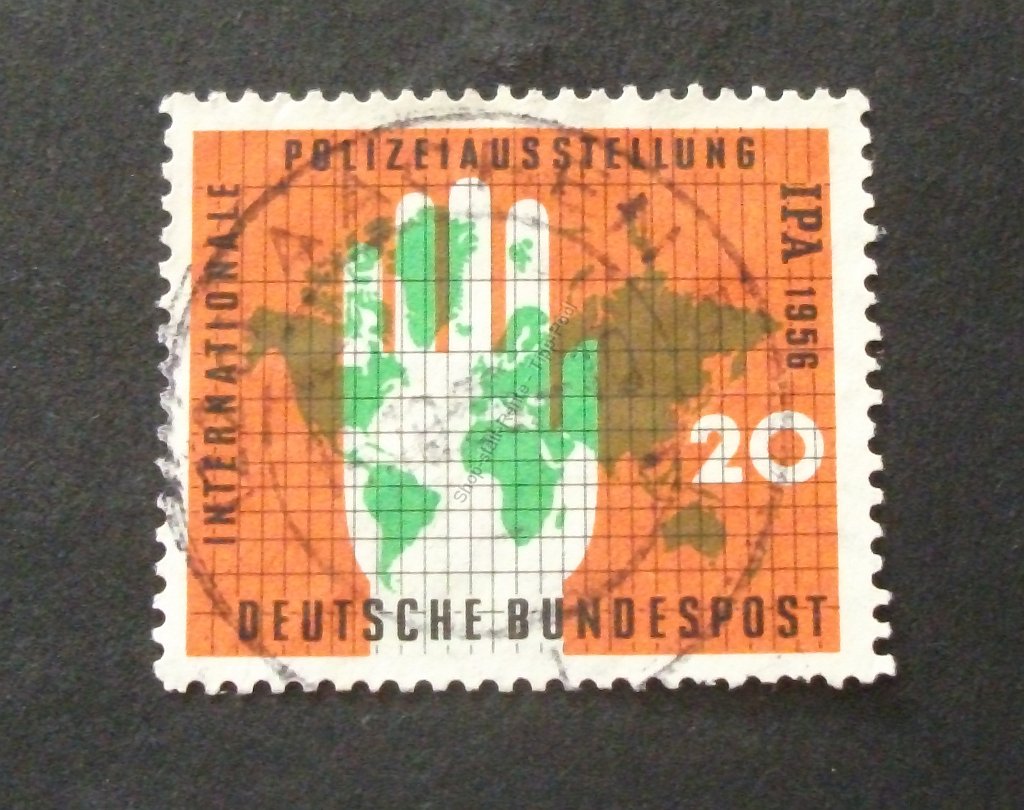 POLIZEIAUSSTELLUNG
INTERNATIONALE
IPA 1956
20
DEUTSCHE BUNDESPOST